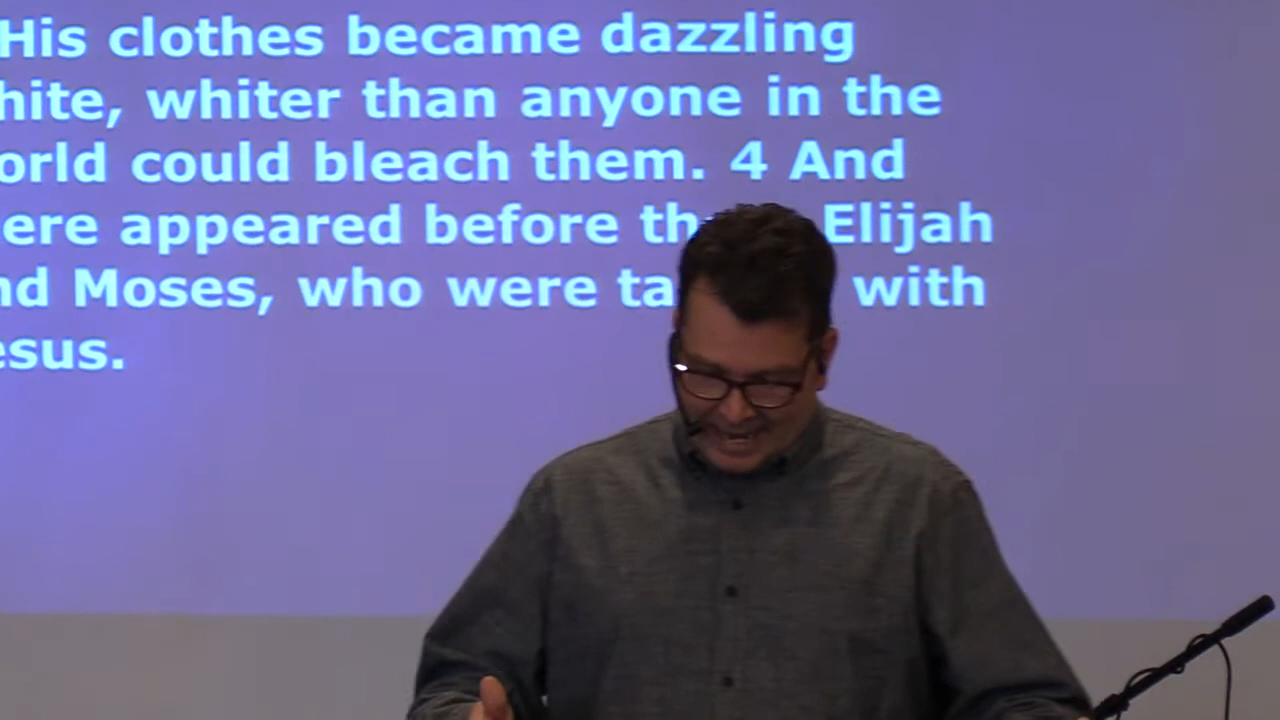 His clothes became dazzling
hite, whiter than anyone in the
orld could bleach them. 4 And
ere appeared before th Elijah
nd Moses, who were ta with
esus.